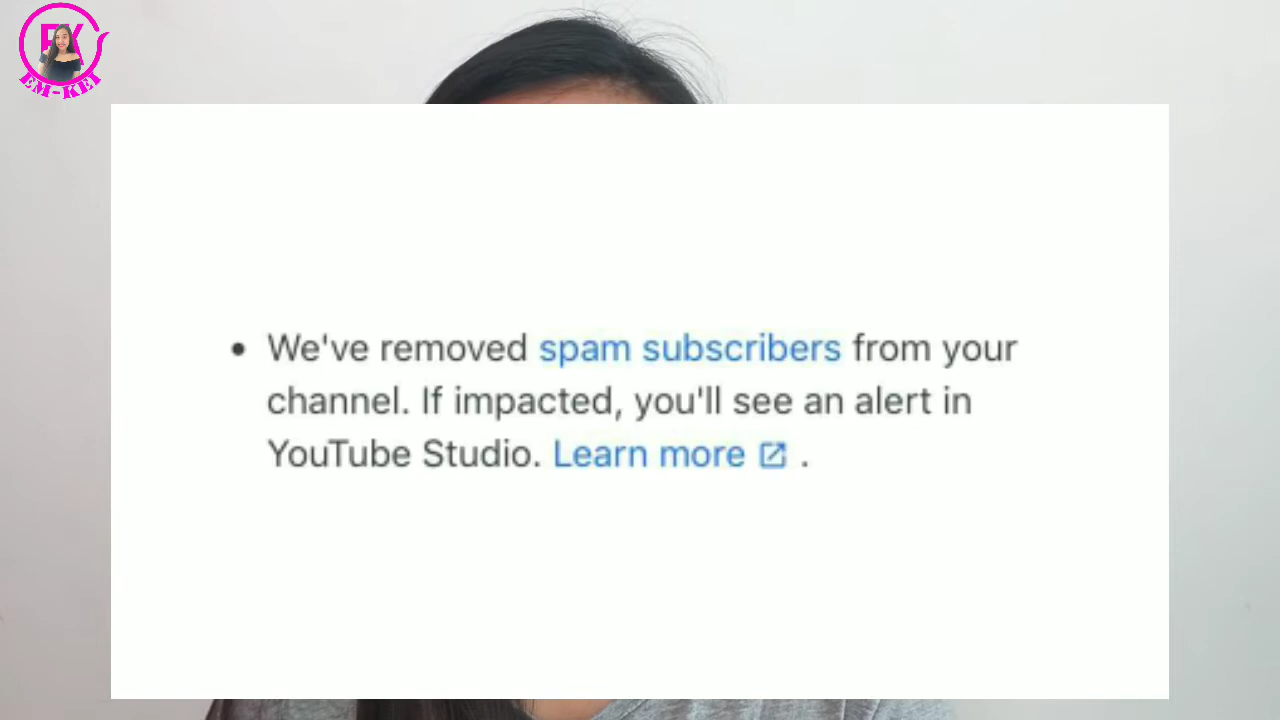 EK
EM-KEI
We've removed spam subscribers from your
channel. If impacted, you'll see an alert in
YouTube Studio. Learn more .